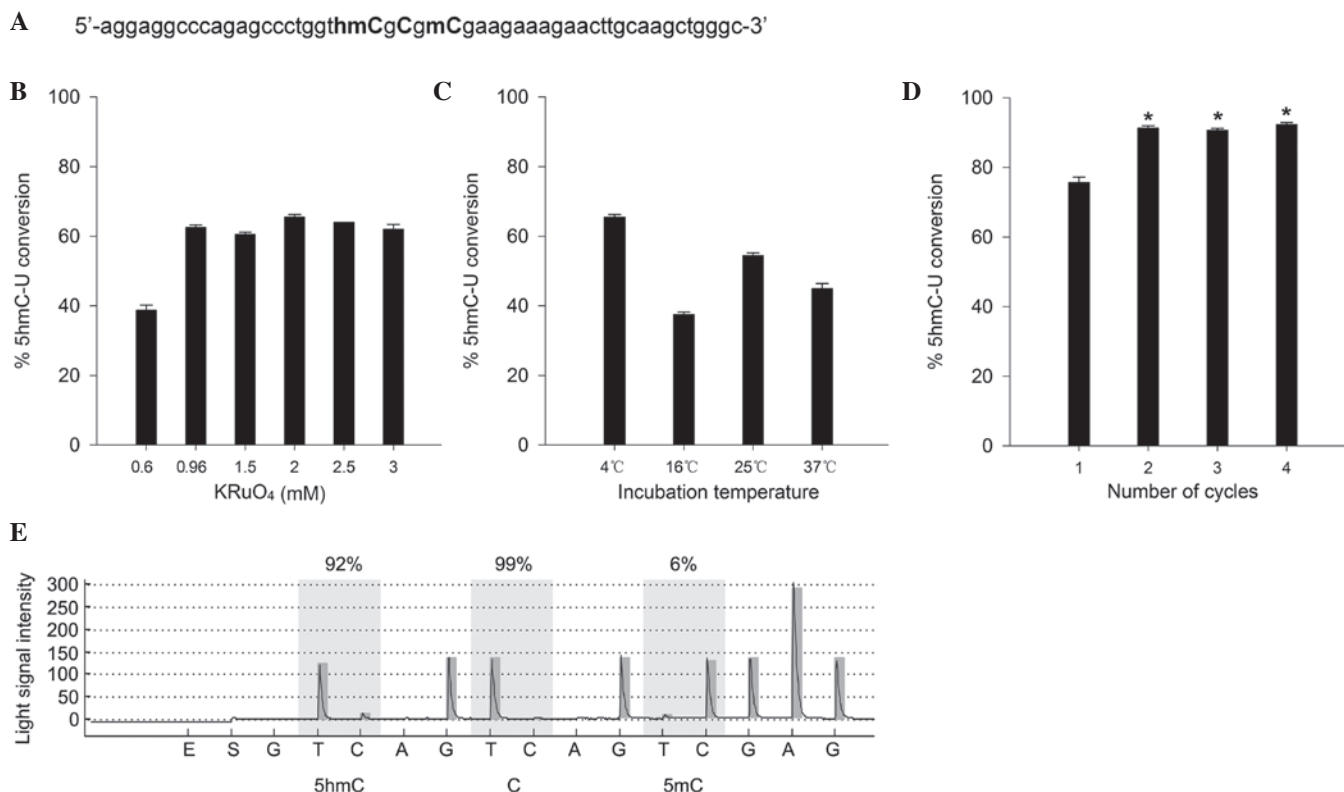 A 5'-aggaggcccagagccctggthmCgCgmCgaagaaagaacttgcaagctgggc-3'
B
100
80
60
40
20
0
% 5hmC-U conversion
0.6 0.96 1.5 2 2.5 3
KRuO₄ (mM)
C
100
80
60
40
20
0
% 5hmC-U conversion
4℃ 16℃ 25℃ 37℃
Incubation temperature
D
100
80
60
40
20
0
% 5hmC-U conversion
* * *
1 2 3 4
Number of cycles
E
92% 99% 6%
Light signal intensity
300
250
200
150
100
50
0
E S G T C A G T C A G T C G A G
5hmC C 5mC